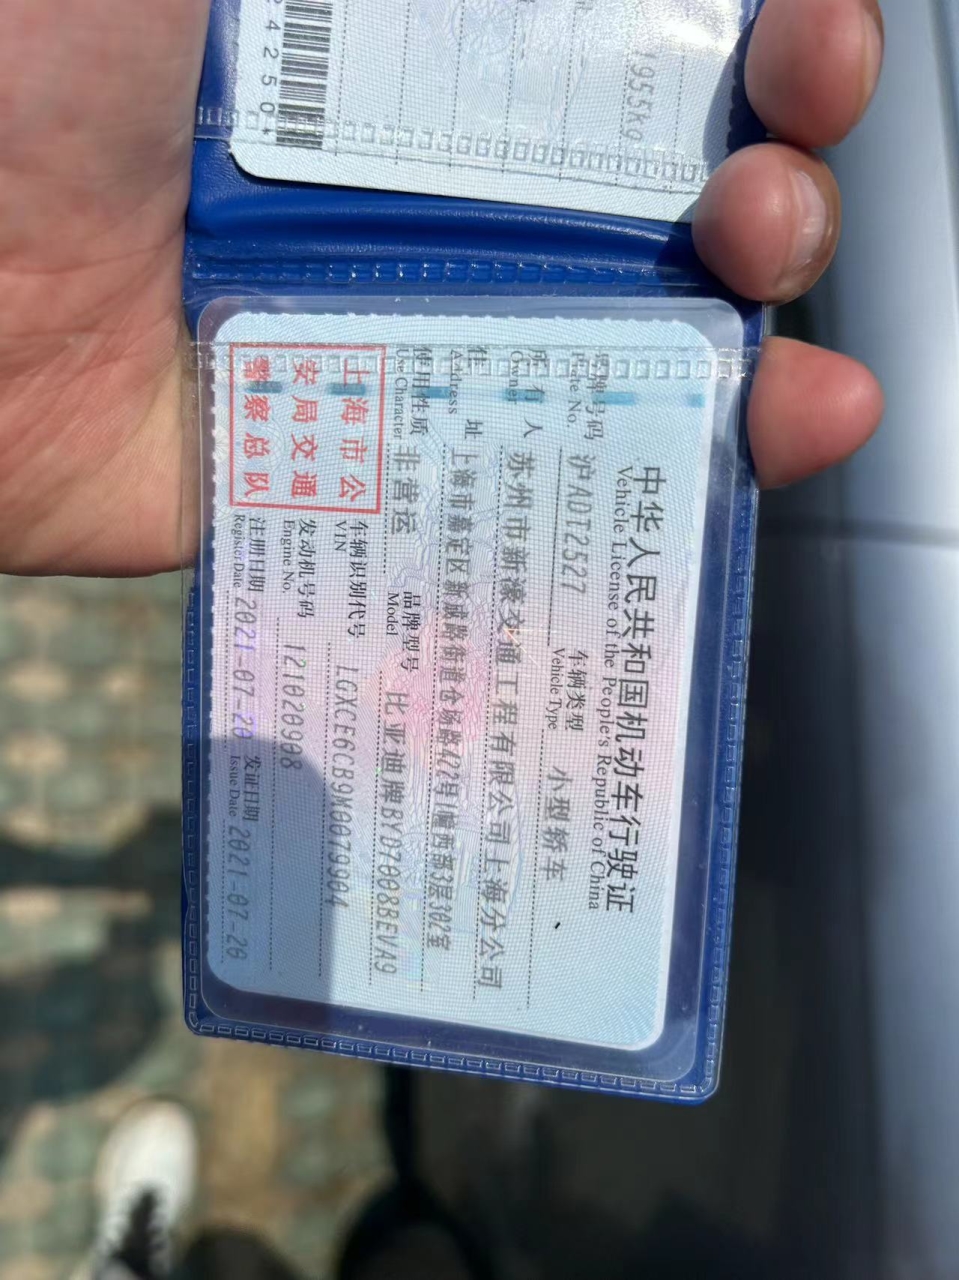 中华人民共和国机动车行驶证
Vehicle License of the People's Republic of China
号牌号码 沪A0T2527 车辆类型 小型轿车
Plate No. Vehicle Type
所有人 苏州市新濠交通工程有限公司上海分公司
Owner
住址 上海市嘉定区新成路街道仓场路472号1幢西部3层302室
Address
使用性质 非营运 品牌型号 比亚迪牌BYD7008BEVA9
Use Character Model
上海市公
安局交通
警察总队
车辆识别代号 LGXCE6CB9M0079904
VIN
发动机号码 121020908
Engine No.
注册日期 2021-07-20 发证日期 2021-07-26
Register Date Issue Date
1955kg
42504